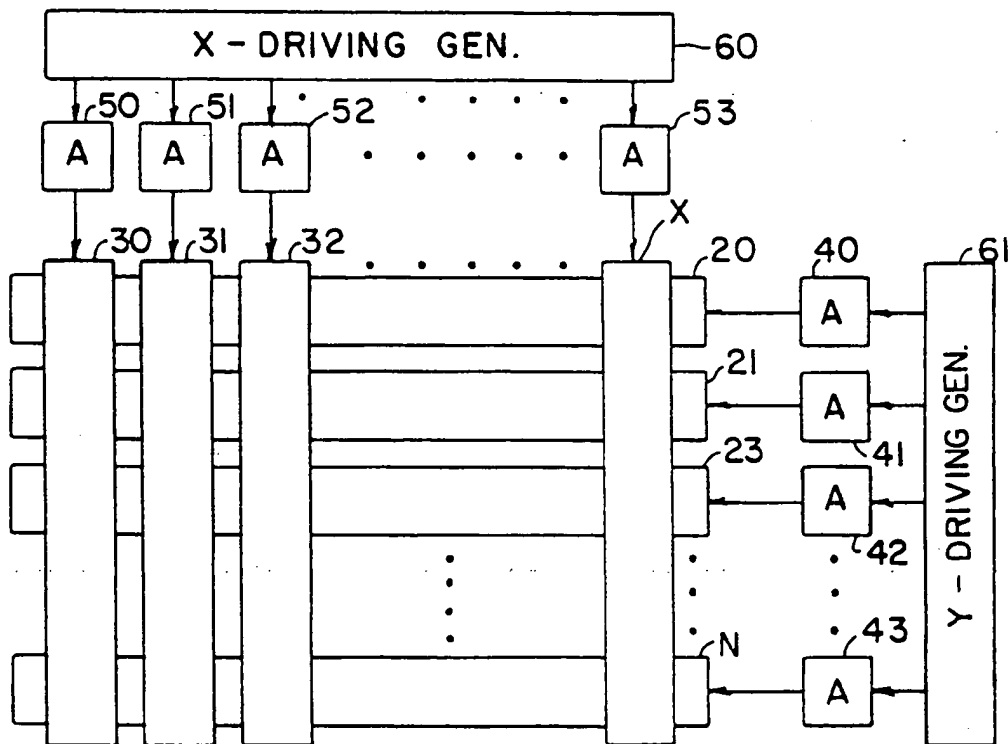 X - DRIVING GEN.
60
50
51
52
53
A
A
A
A
X
30
31
32
20
40
61
A
21
A
41
23
A
42
Y - DRIVING GEN.
N
43
A